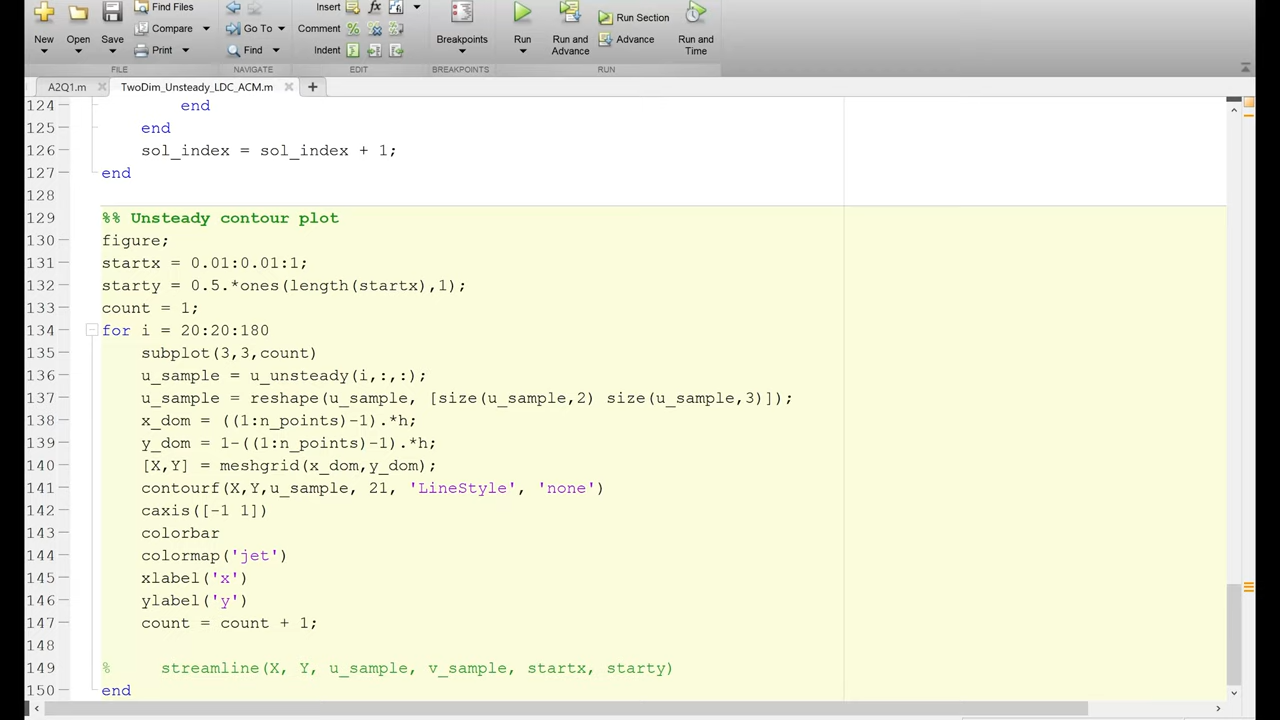 Find Files
Insert
New
Open
Save
Compare
Go To
Comment
Breakpoints
Run
Run and Advance
Run Section
Advance
Run and Time
Print
Find
Indent
FILE
NAVIGATE
EDIT
BREAKPOINTS
RUN
A2Q1.m
TwoDim_Unsteady_LDC_ACM.m
124 end
125 end
126 sol_index = sol_index + 1;
127 end
128
129 %% Unsteady contour plot
130 figure;
131 startx = 0.01:0.01:1;
132 starty = 0.5.*ones(length(startx),1);
133 count = 1;
134 for i = 20:20:180
135 subplot(3,3,count)
136 u_sample = u_unsteady(i,:,:);
137 u_sample = reshape(u_sample, [size(u_sample,2) size(u_sample,3)]);
138 x_dom = ((1:n_points)-1).*h;
139 y_dom = 1-((1:n_points)-1).*h;
140 [X,Y] = meshgrid(x_dom,y_dom);
141 contourf(X,Y,u_sample, 21, 'LineStyle', 'none')
142 caxis([-1 1])
143 colorbar
144 colormap('jet')
145 xlabel('x')
146 ylabel('y')
147 count = count + 1;
148
149 % streamline(X, Y, u_sample, v_sample, startx, starty)
150 end